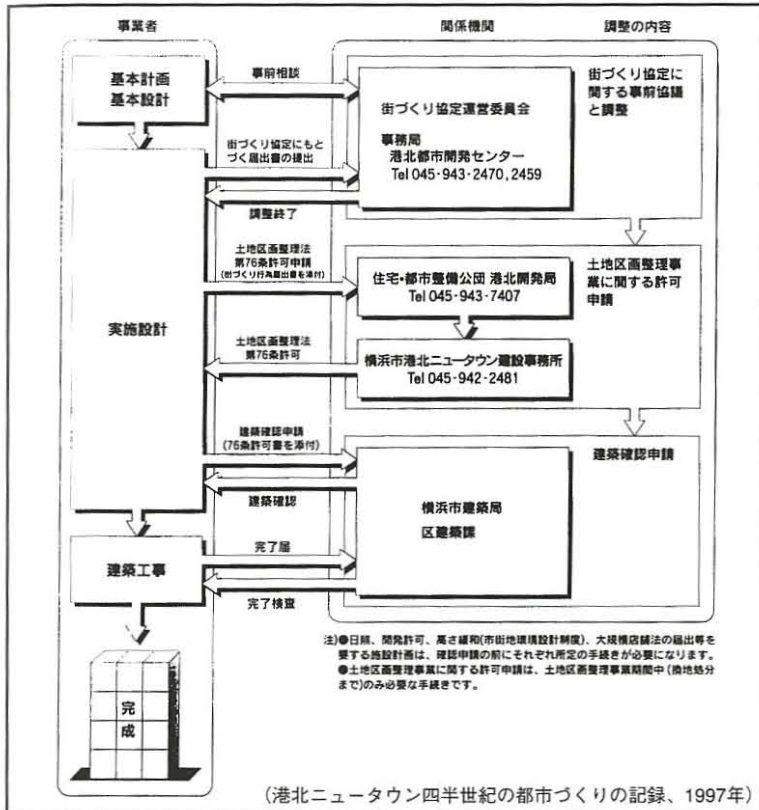 事業者
関係機関
調整の内容
基本計画
基本設計
事前相談
街づくり協定運営委員会
事務局
港北都市開発センター
Tel 045-943-2470, 2459
街づくり協定に
関する事前協議
と調整
街づくり協定にもと
づく届出書の提出
調整終了
実施設計
土地区画整理法
第76条許可申請
(街づくり行為届出書を添付)
住宅・都市整備公団 港北開発局
Tel 045-943-7407
土地区画整理事
業に関する許可
申請
土地区画整理法
第76条許可
横浜市港北ニュータウン建設事務所
Tel 045-942-2481
建築確認申請
(76条許可書を添付)
建築確認
横浜市建築局
区建築課
建築確認申請
建築工事
完了届
完了検査
完
成
注)●日照、開発許可、高さ緩和(市街地環境設計制度)、大規模店舗法の届出等を
要する施設計画は、確認申請の前にそれぞれ所定の手続きが必要になります。
●土地区画整理事業に関する許可申請は、土地区画整理事業期間中(換地処分
まで)のみ必要な手続きです。
(港北ニュータウン四半世紀の都市づくりの記録、1997年)